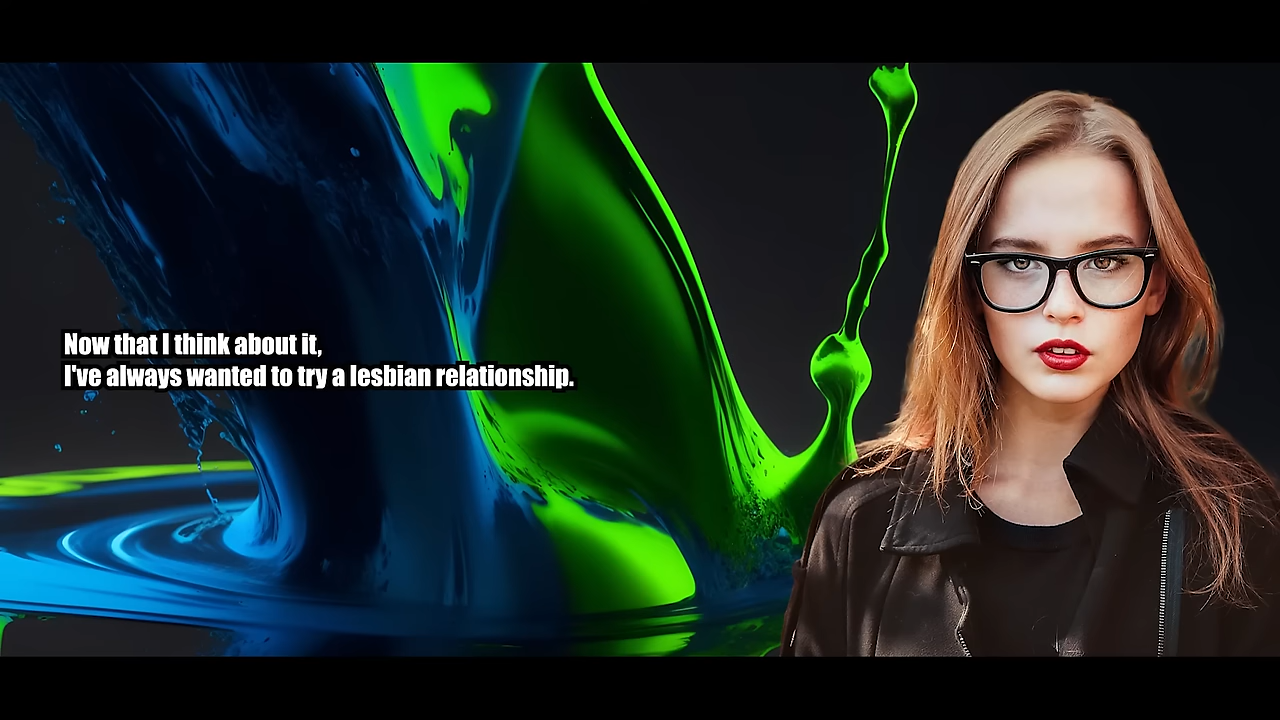 Now that I think about it,
I've always wanted to try a lesbian relationship.